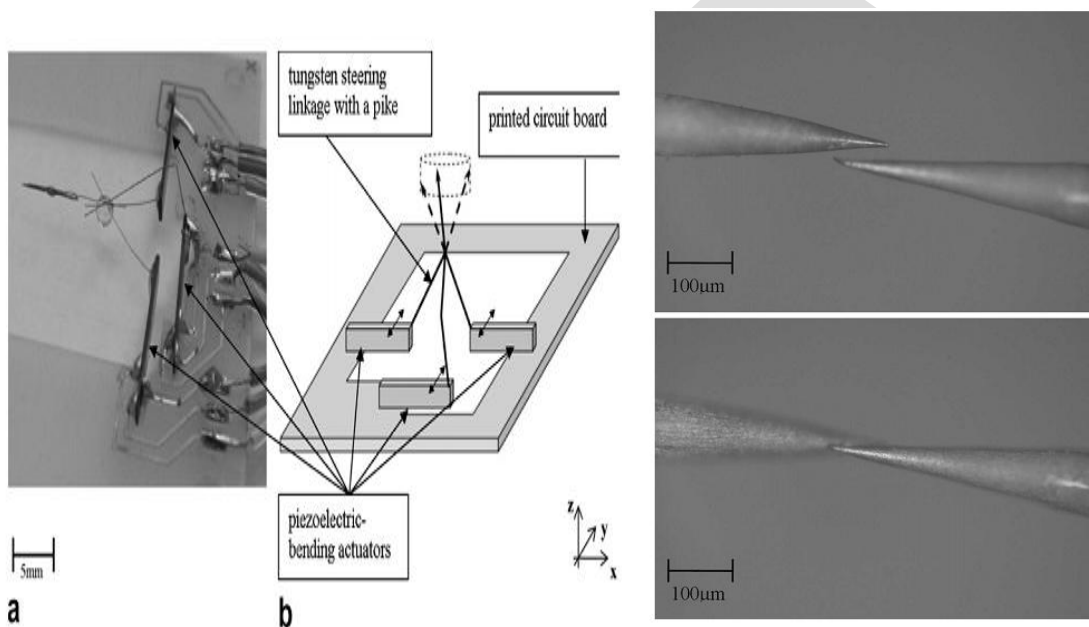 tungsten steering
linkage with a pike
printed circuit board
100µm
piezoelectric-
bending actuators
z
y
x
5mm
a
b
100µm